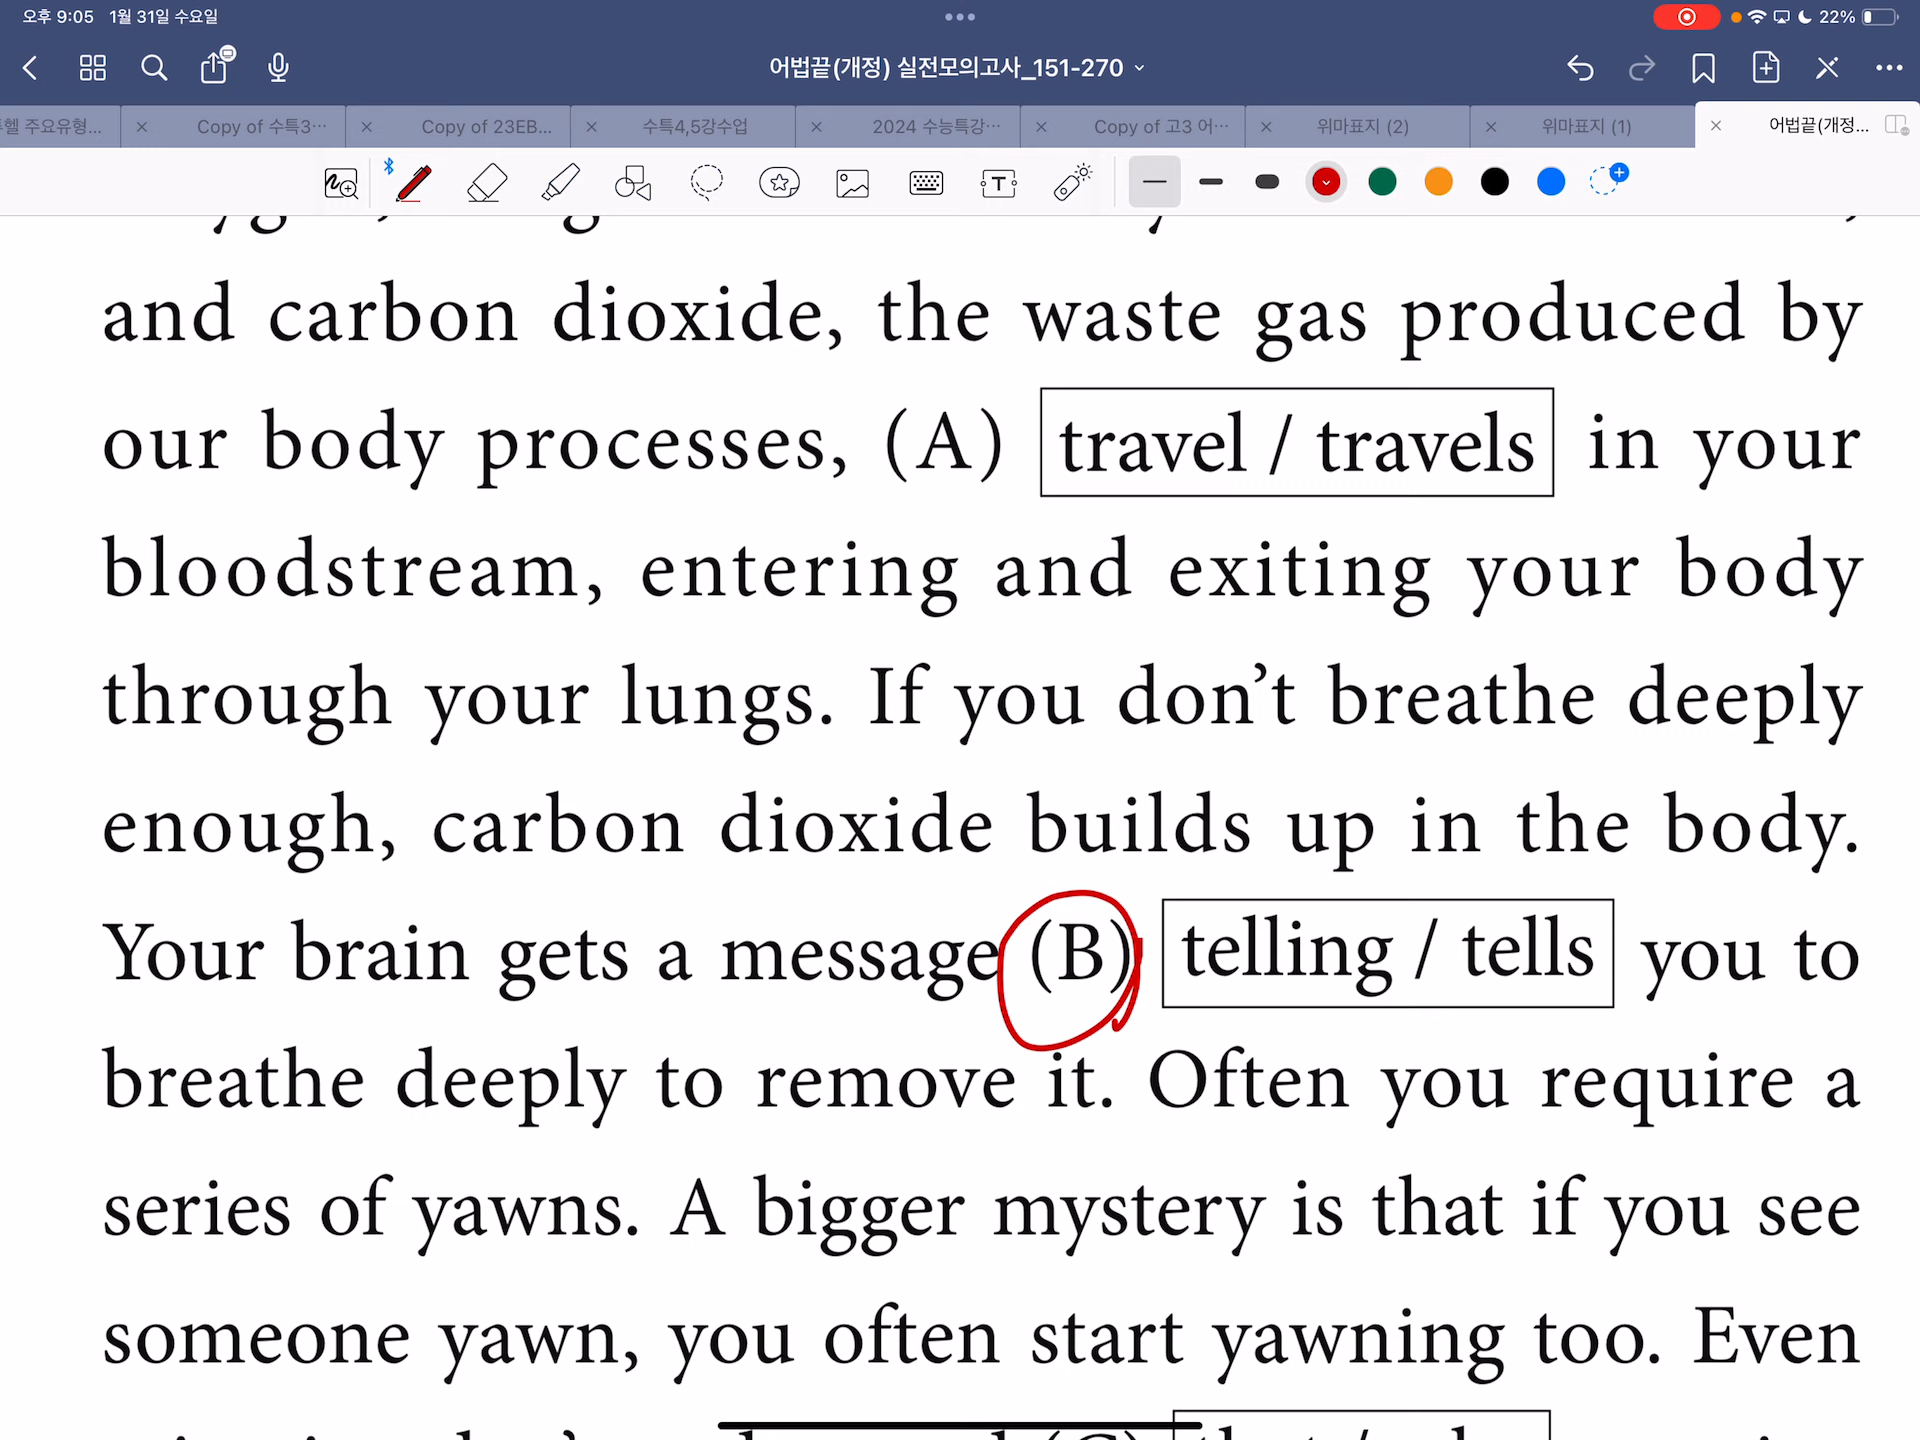 오후 9:05 1월 31일 수요일 22%
어법끝(개정) 실전모의고사_151-270
헬 주요유형... Copy of 수특3... Copy of 23EB... 수특4,5강수업 2024 수능특강... Copy of 고3 어... 위마표지 (2) 위마표지 (1) 어법끝(개정...
and carbon dioxide, the waste gas produced by
our body processes, (A) travel / travels in your
bloodstream, entering and exiting your body
through your lungs. If you don’t breathe deeply
enough, carbon dioxide builds up in the body.
Your brain gets a message (B) telling / tells you to
breathe deeply to remove it. Often you require a
series of yawns. A bigger mystery is that if you see
someone yawn, you often start yawning too. Even